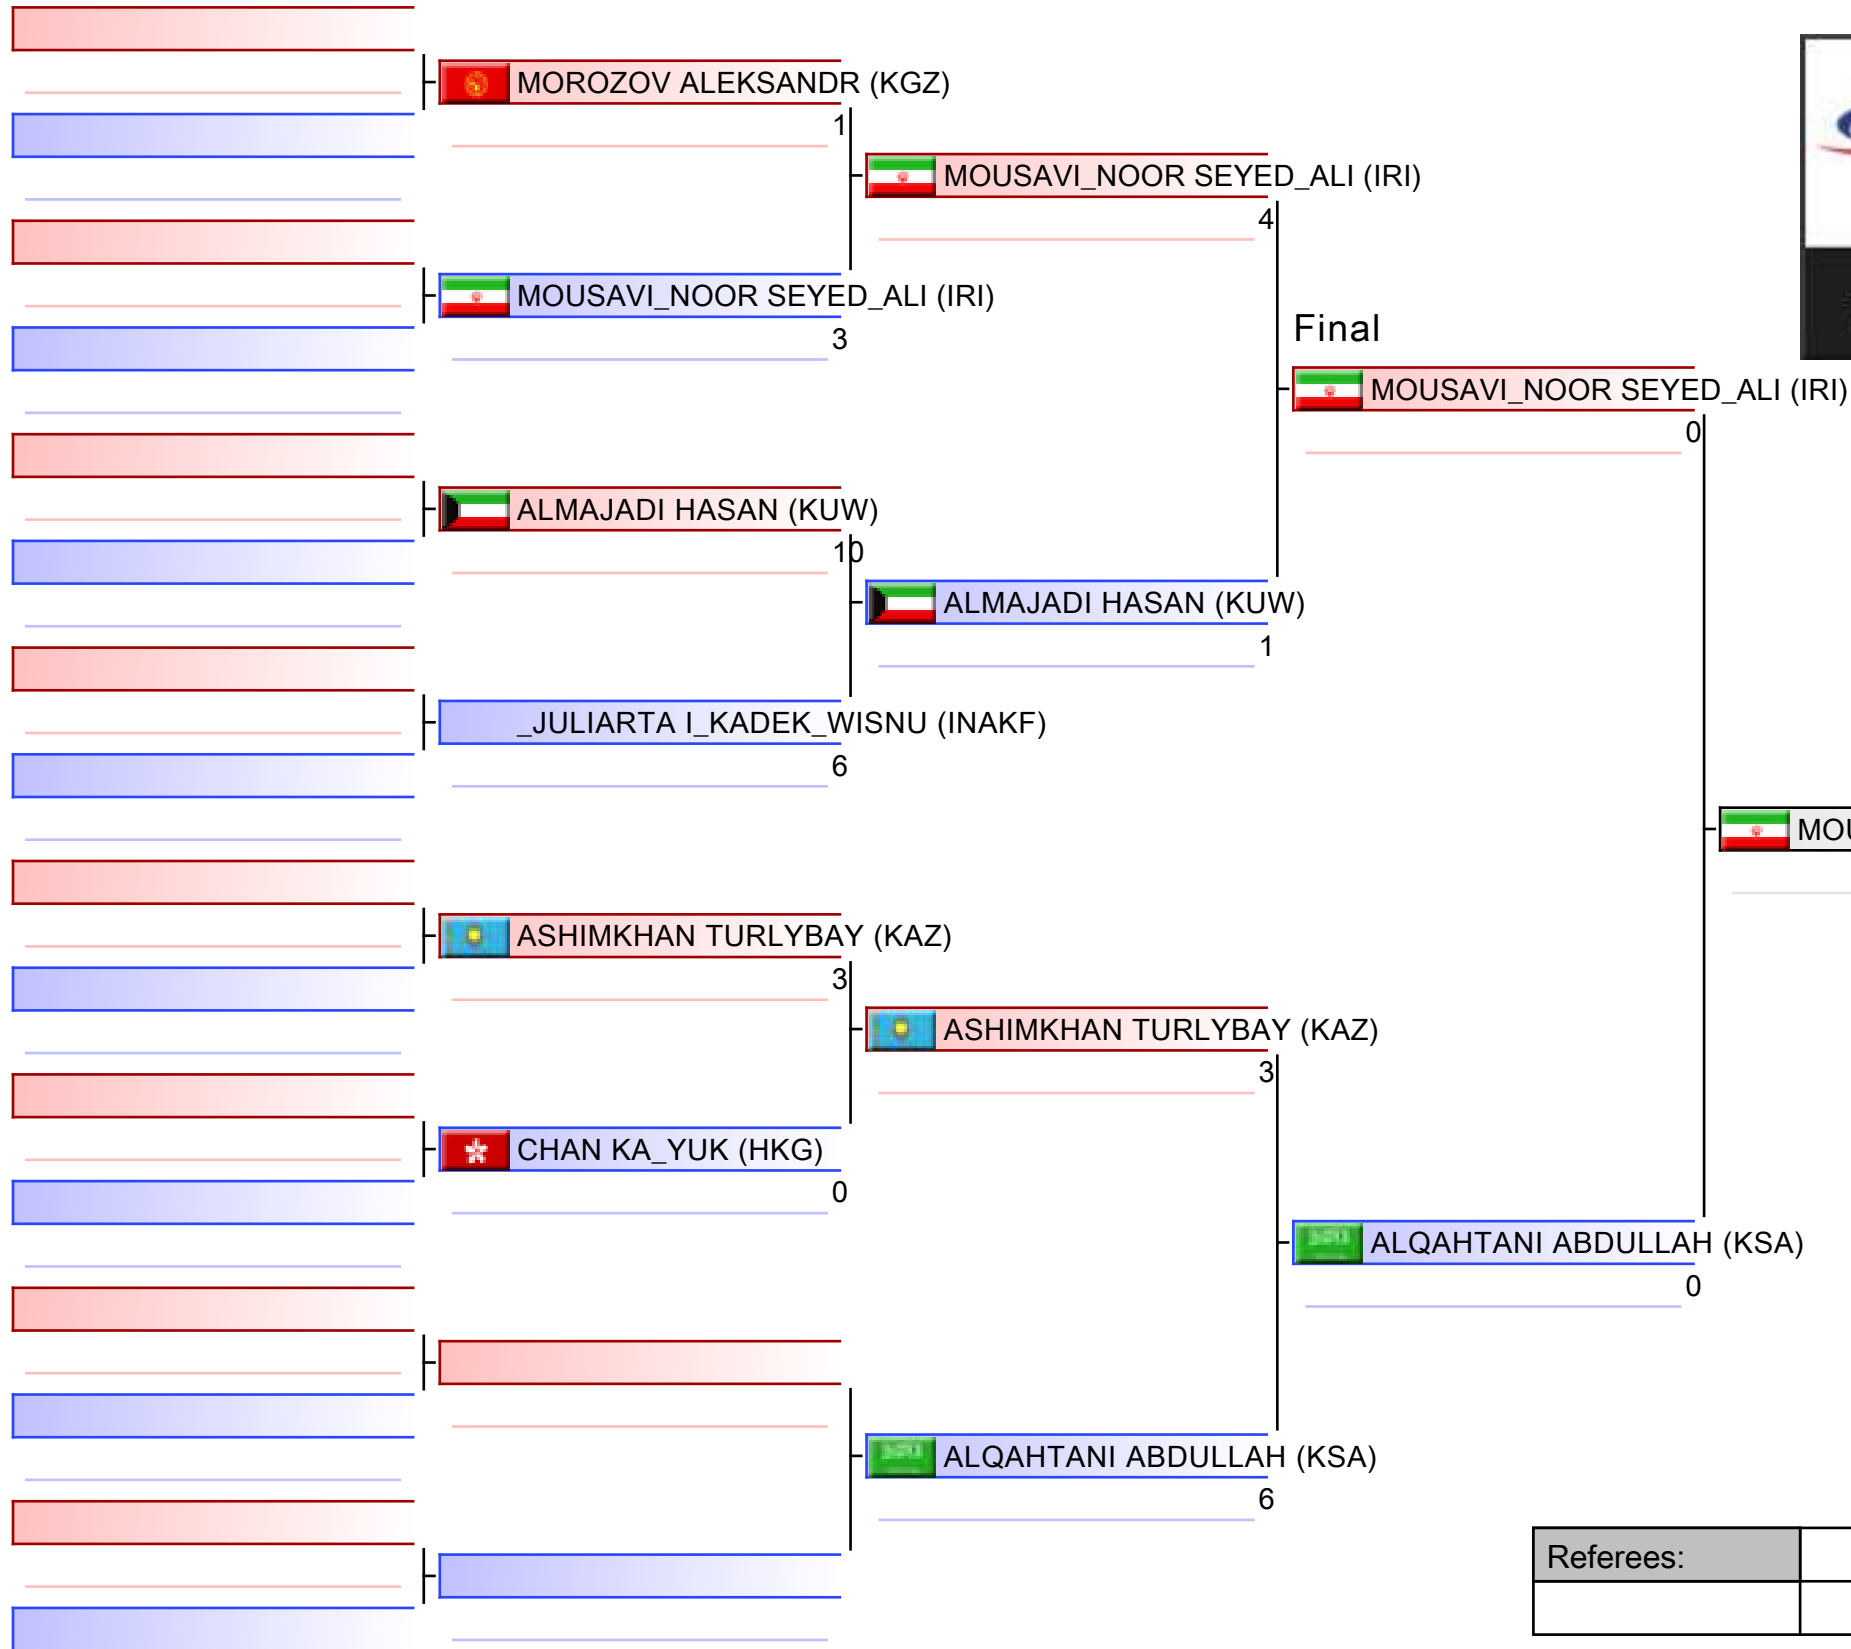 MOROZOV ALEKSANDR (KGZ)
1
MOUSAVI_NOOR SEYED_ALI (IRI)
4
MOUSAVI_NOOR SEYED_ALI (IRI)
3
Final
MOUSAVI_NOOR SEYED_ALI (IRI)
0
ALMAJADI HASAN (KUW)
10
ALMAJADI HASAN (KUW)
1
_JULIARTA I_KADEK_WISNU (INAKF)
6
MOU
ASHIMKHAN TURLYBAY (KAZ)
3
ASHIMKHAN TURLYBAY (KAZ)
3
CHAN KA_YUK (HKG)
0
ALQAHTANI ABDULLAH (KSA)
0
ALQAHTANI ABDULLAH (KSA)
6
Referees: